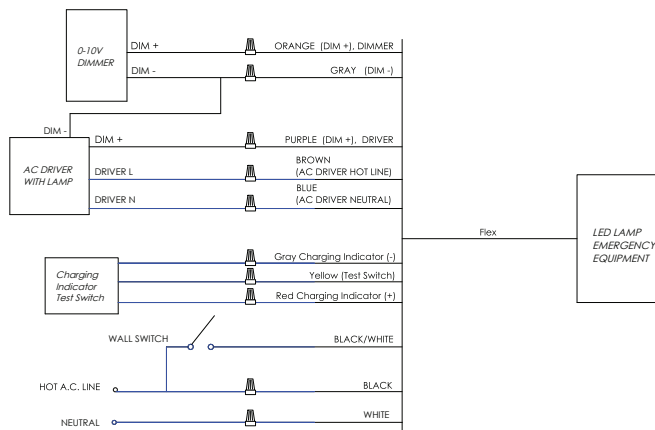 0-10V
DIMMER
DIM +
ORANGE (DIM +), DIMMER
DIM -
GRAY (DIM -)
DIM -
AC DRIVER
WITH LAMP
DIM +
PURPLE (DIM +), DRIVER
DRIVER L
BROWN
(AC DRIVER HOT LINE)
DRIVER N
BLUE
(AC DRIVER NEUTRAL)
Flex
LED LAMP
EMERGENCY
EQUIPMENT
Charging
Indicator
Test Switch
Gray Charging Indicator (-)
Yellow (Test Switch)
Red Charging Indicator (+)
WALL SWITCH
BLACK/WHITE
HOT A.C. LINE
BLACK
NEUTRAL
WHITE